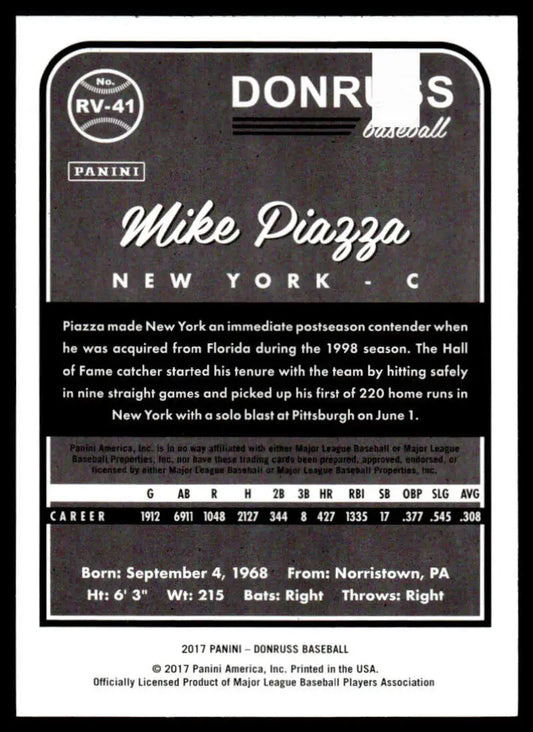 No.
RV-41
DONRUSS
baseball
PANINI
Mike Piazza
NEW YORK - C
Piazza made New York an immediate postseason contender when
he was acquired from Florida during the 1998 season. The Hall
of Fame catcher started his tenure with the team by hitting safely
in nine straight games and picked up his first of 220 home runs in
New York with a solo blast at Pittsburgh on June 1.
Panini America, Inc. is in no way affiliated with either Major League Baseball or Major League
Baseball Properties, Inc. nor have these trading cards been prepared, approved, endorsed, or
licensed by either Major League Baseball or Major League Baseball Properties, Inc.
G AB R H 2B 3B HR RBI SB OBP SLG AVG
CAREER 1912 6911 1048 2127 344 8 427 1335 17 .377 .545 .308
Born: September 4, 1968 From: Norristown, PA
Ht: 6' 3" Wt: 215 Bats: Right Throws: Right
2017 PANINI – DONRUSS BASEBALL
© 2017 Panini America, Inc. Printed in the USA.
Officially Licensed Product of Major League Baseball Players Association